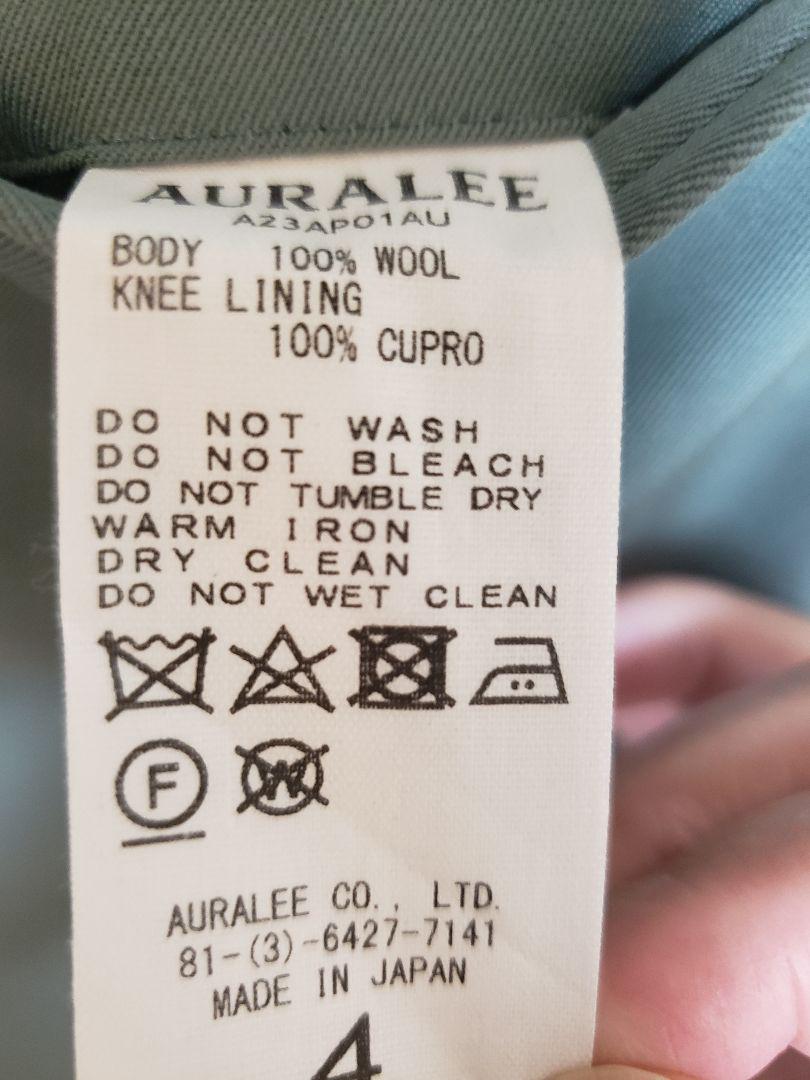 AURALEE
A23AP01AU
BODY 100% WOOL
KNEE LINING
100% CUPRO
DO NOT WASH
DO NOT BLEACH
DO NOT TUMBLE DRY
WARM IRON
DRY CLEAN
DO NOT WET CLEAN
F W
AURALEE CO., LTD.
81-(3)-6427-7141
MADE IN JAPAN
4